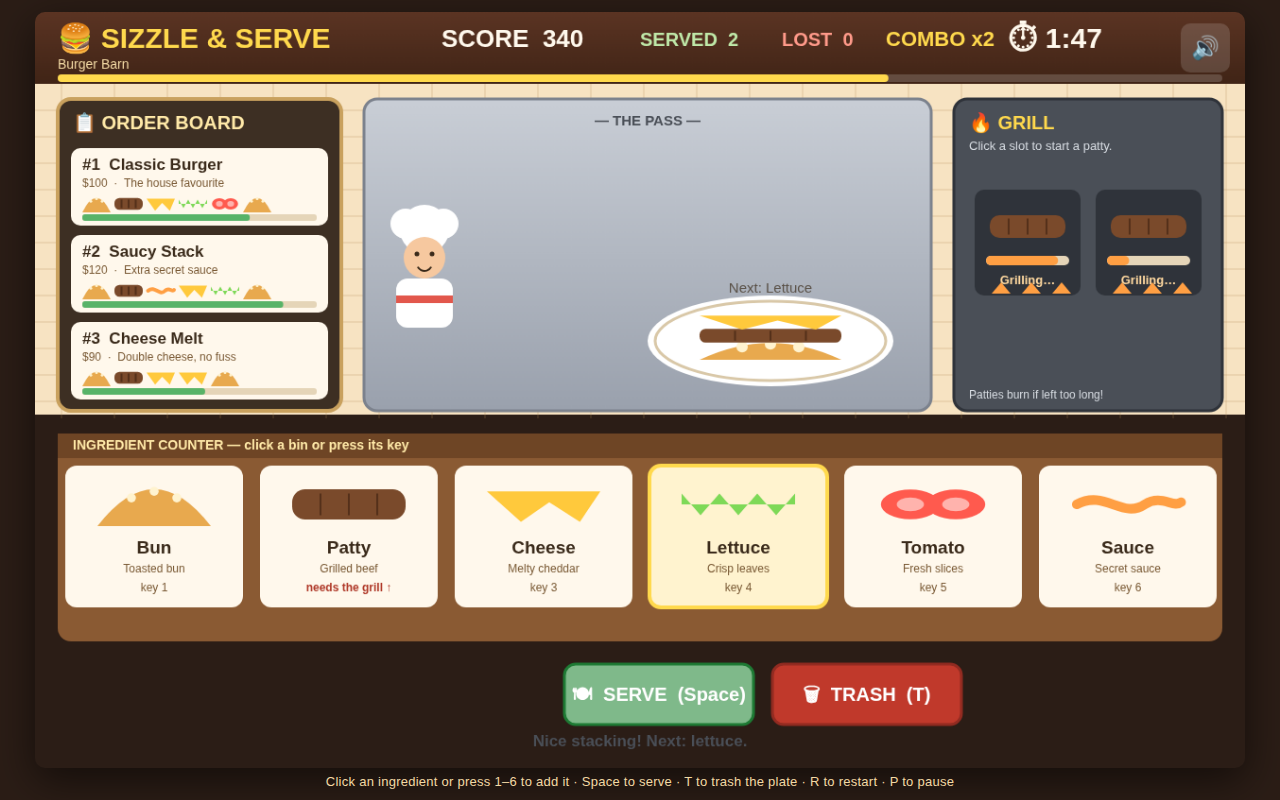 🍔 SIZZLE & SERVE
Burger Barn
SCORE 340
SERVED 2
LOST 0
COMBO x2
⏱ 1:47
📋 ORDER BOARD
#1 Classic Burger
$100 · The house favourite
#2 Saucy Stack
$120 · Extra secret sauce
#3 Cheese Melt
$90 · Double cheese, no fuss
— THE PASS —
Next: Lettuce
🔥 GRILL
Click a slot to start a patty.
Grilling…
Grilling…
Patties burn if left too long!
INGREDIENT COUNTER — click a bin or press its key
Bun
Toasted bun
key 1
Patty
Grilled beef
needs the grill ↑
Cheese
Melty cheddar
key 3
Lettuce
Crisp leaves
key 4
Tomato
Fresh slices
key 5
Sauce
Secret sauce
key 6
🍽 SERVE (Space)
🗑 TRASH (T)
Nice stacking! Next: lettuce.
Click an ingredient or press 1–6 to add it · Space to serve · T to trash the plate · R to restart · P to pause